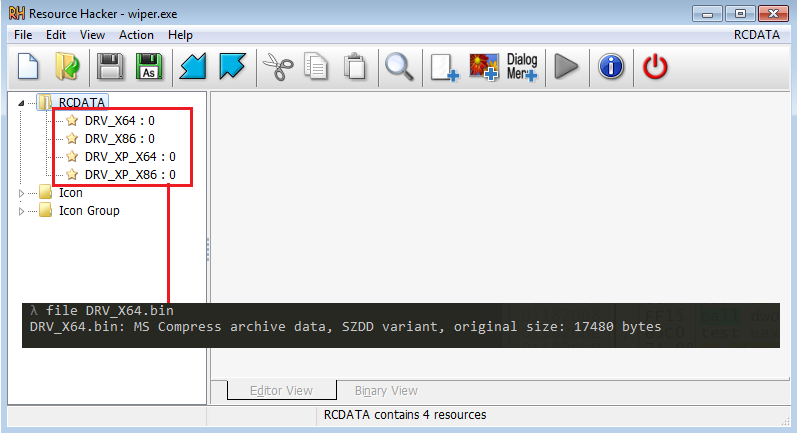 RH Resource Hacker - wiper.exe
File Edit View Action Help RCDATA
As
Dialog
Menu
RCDATA
DRV_X64 : 0
DRV_X86 : 0
DRV_XP_X64 : 0
DRV_XP_X86 : 0
Icon
Icon Group
λ file DRV_X64.bin
DRV_X64.bin: MS Compress archive data, SZDD variant, original size: 17480 bytes
Editor View Binary View
RCDATA contains 4 resources